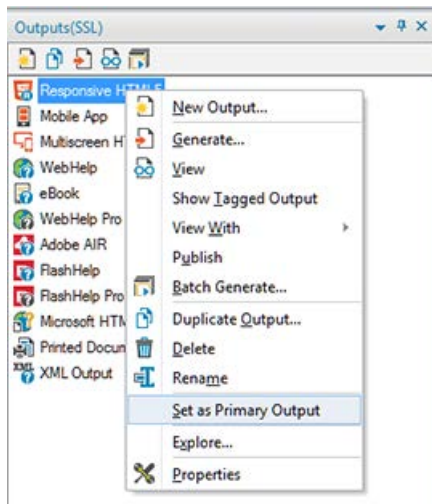 Outputs(SSL)
Responsive HTML5
Mobile App
Multiscreen H
WebHelp
eBook
WebHelp Pro
Adobe AIR
FlashHelp
FlashHelp Pro
Microsoft HTM
Printed Docum
XML Output
New Output...
Generate...
View
Show Tagged Output
View With
Publish
Batch Generate...
Duplicate Output...
Delete
Rename
Set as Primary Output
Explore...
Properties